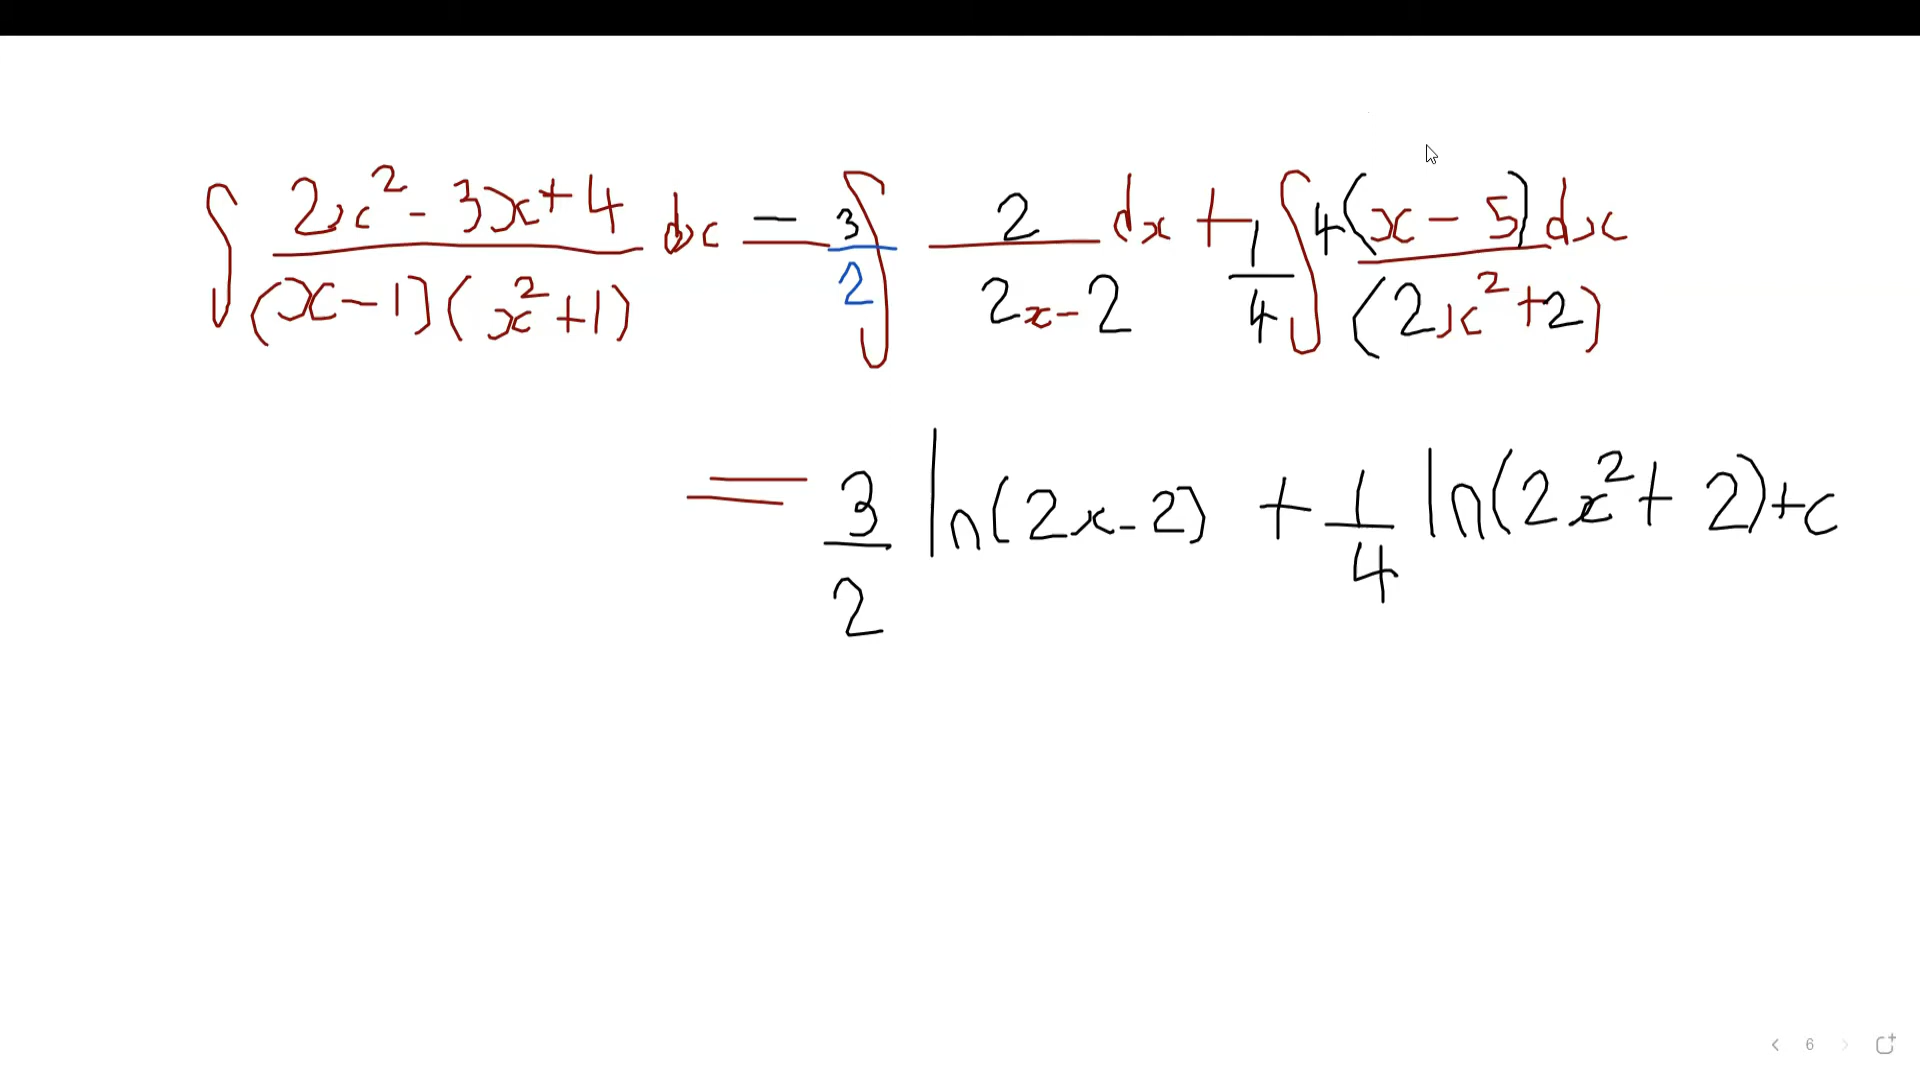 ∫ (2x² - 3x + 4)/((x - 1)(x² + 1)) dx = 3/2 ∫ 2/(2x - 2) dx + 1/4 ∫ 4(x - 5)dx/(2x² + 2)
= 3/2 ln(2x - 2) + 1/4 ln(2x² + 2) + c
6